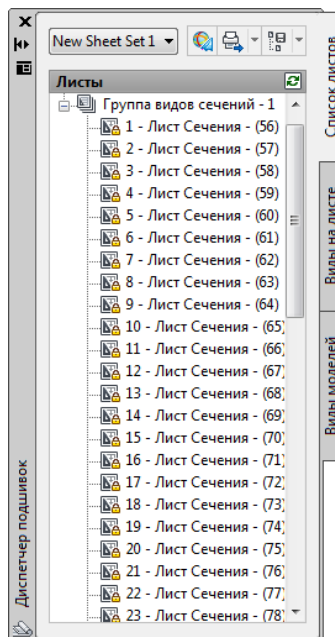 New Sheet Set 1
Листы
Группа видов сечений - 1
1 - Лист Сечения - (56)
2 - Лист Сечения - (57)
3 - Лист Сечения - (58)
4 - Лист Сечения - (59)
5 - Лист Сечения - (60)
6 - Лист Сечения - (61)
7 - Лист Сечения - (62)
8 - Лист Сечения - (63)
9 - Лист Сечения - (64)
10 - Лист Сечения - (65)
11 - Лист Сечения - (66)
12 - Лист Сечения - (67)
13 - Лист Сечения - (68)
14 - Лист Сечения - (69)
15 - Лист Сечения - (70)
16 - Лист Сечения - (71)
17 - Лист Сечения - (72)
18 - Лист Сечения - (73)
19 - Лист Сечения - (74)
20 - Лист Сечения - (75)
21 - Лист Сечения - (76)
22 - Лист Сечения - (77)
23 - Лист Сечения - (78)
Список листов
Виды на листе
Виды моделей
Диспетчер подшивок